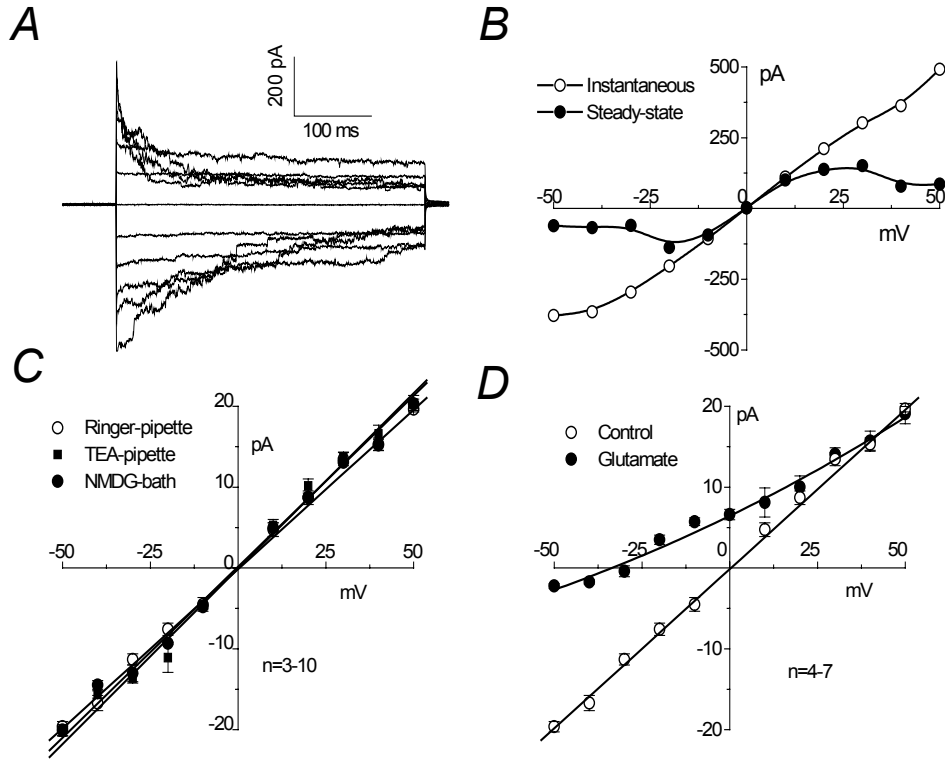 A
200 pA
100 ms
B
pA
500
250
Instantaneous
Steady-state
-50
-25
0
25
50
mV
-250
-500
C
Ringer-pipette
TEA-pipette
NMDG-bath
pA
20
10
-50
-25
0
25
50
mV
-10
-20
n=3-10
D
Control
Glutamate
pA
20
10
-50
-25
0
25
50
mV
-10
-20
n=4-7